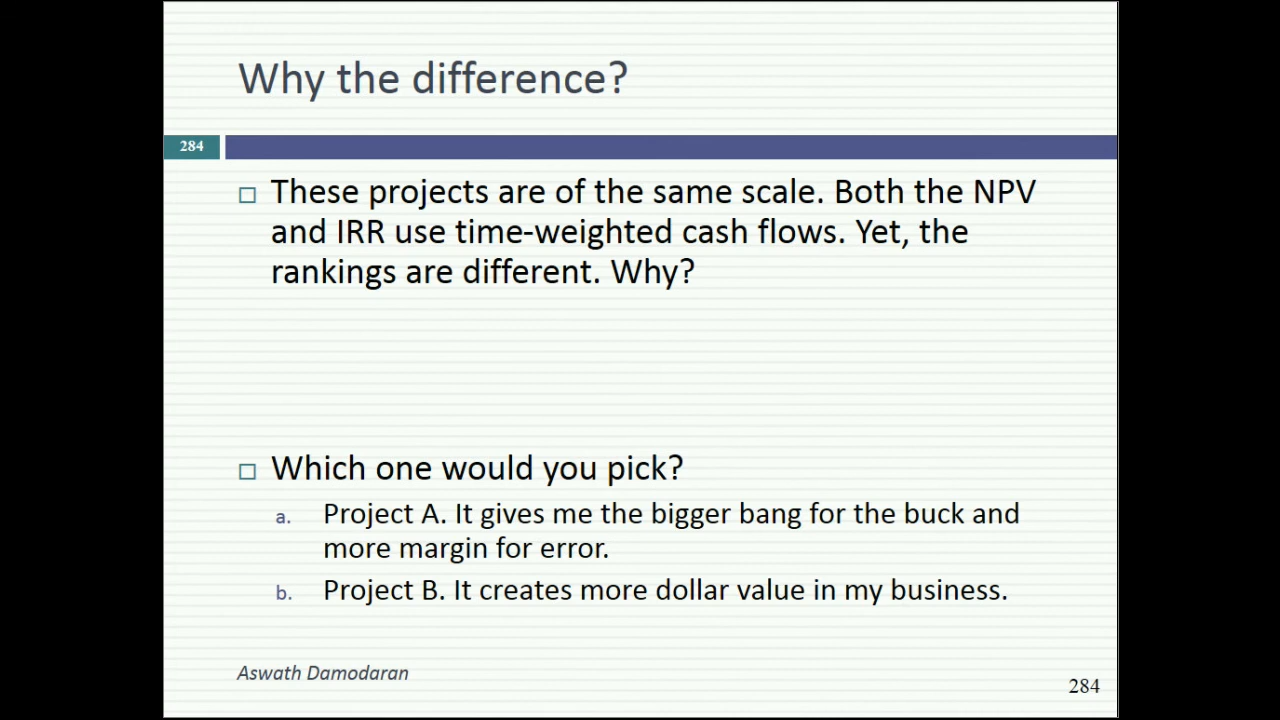 Why the difference?
284
These projects are of the same scale. Both the NPV
and IRR use time-weighted cash flows. Yet, the
rankings are different. Why?
Which one would you pick?
a. Project A. It gives me the bigger bang for the buck and
more margin for error.
b. Project B. It creates more dollar value in my business.
Aswath Damodaran
284